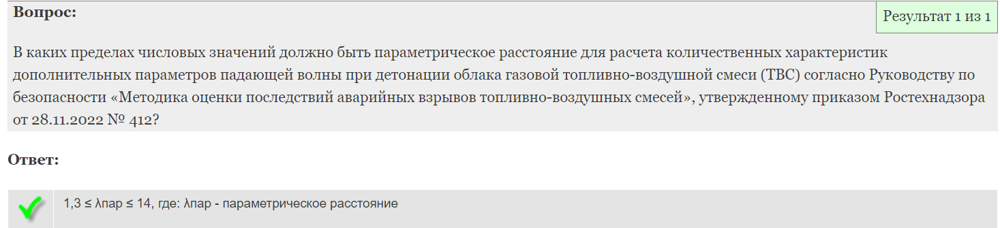 Вопрос:
Результат 1 из 1
В каких пределах числовых значений должно быть параметрическое расстояние для расчета количественных характеристик
дополнительных параметров падающей волны при детонации облака газовой топливно-воздушной смеси (ТВС) согласно Руководству по
безопасности «Методика оценки последствий аварийных взрывов топливно-воздушных смесей», утвержденному приказом Ростехнадзора
от 28.11.2022 № 412?
Ответ:
1,3 ≤ λпар ≤ 14, где: λпар - параметрическое расстояние